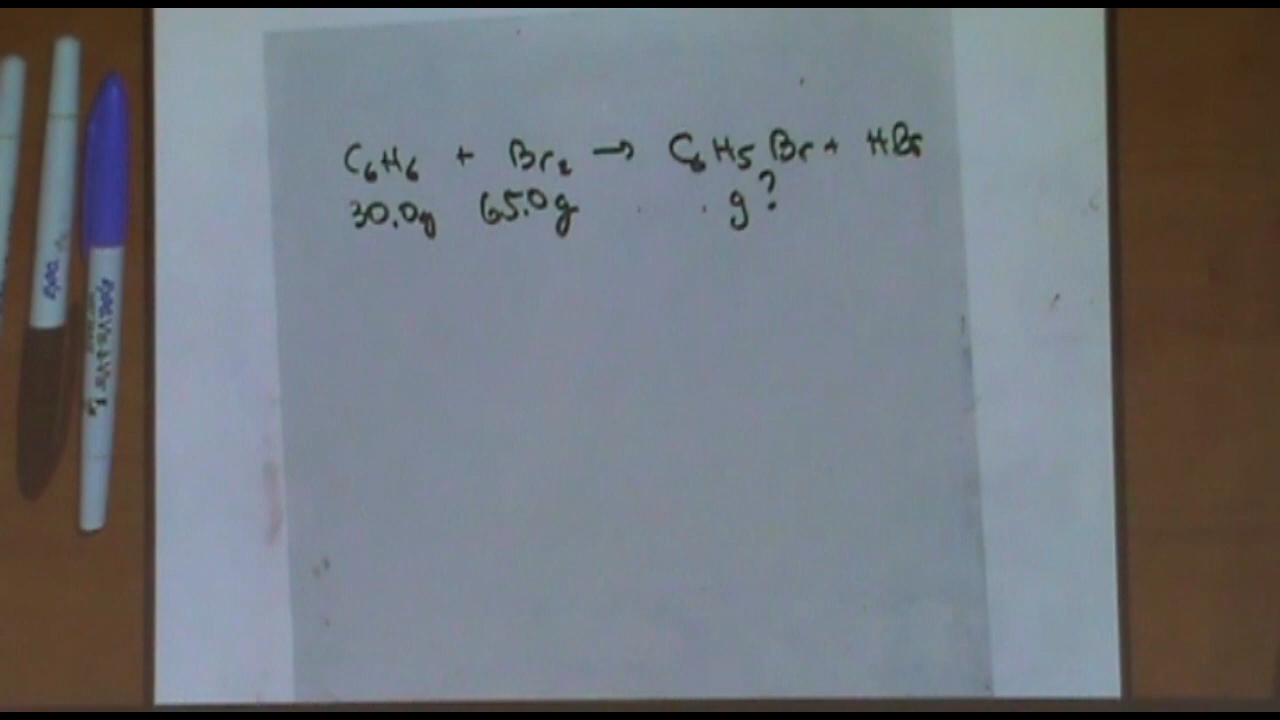 C₆H₆ + Br₂ → C₆H₅Br + HBr
30.0g 65.0g g?